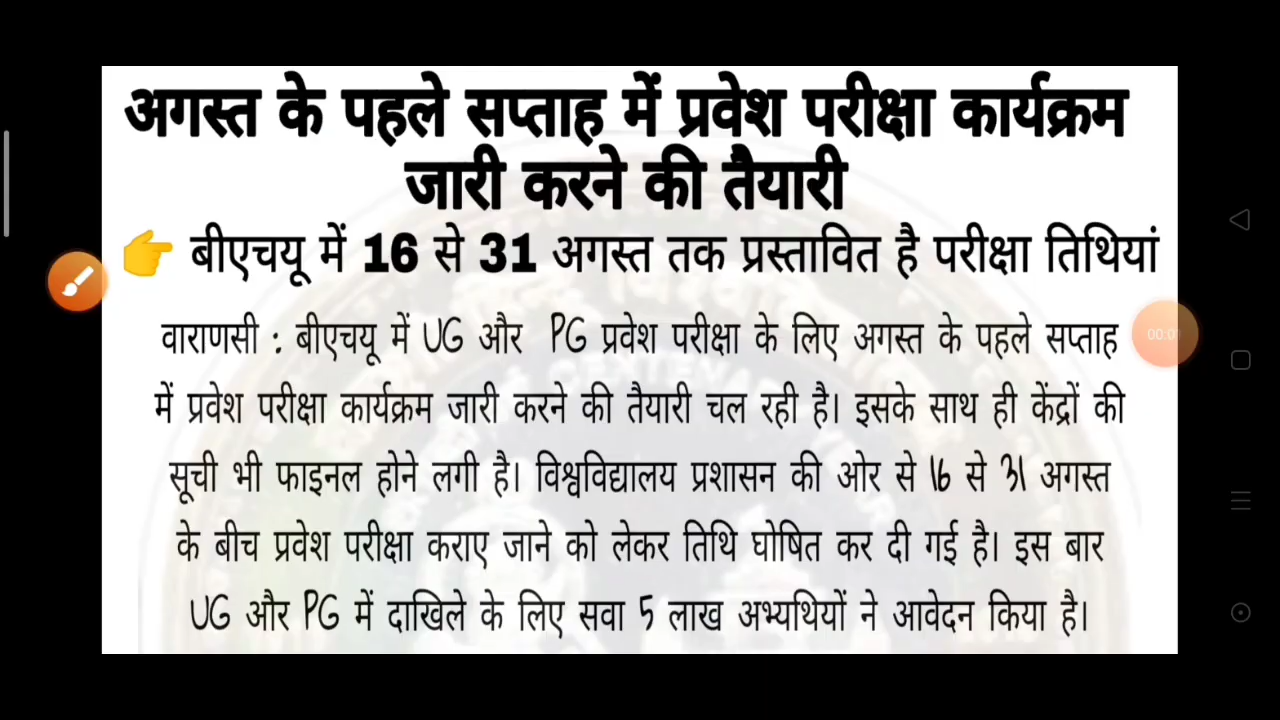 अगस्त के पहले सप्ताह में प्रवेश परीक्षा कार्यक्रम
जारी करने की तैयारी
👉 बीएचयू में 16 से 31 अगस्त तक प्रस्तावित है परीक्षा तिथियां
वाराणसी : बीएचयू में UG और PG प्रवेश परीक्षा के लिए अगस्त के पहले सप्ताह
में प्रवेश परीक्षा कार्यक्रम जारी करने की तैयारी चल रही है। इसके साथ ही केंद्रों की
सूची भी फाइनल होने लगी है। विश्वविद्यालय प्रशासन की ओर से 16 से 31 अगस्त
के बीच प्रवेश परीक्षा कराए जाने को लेकर तिथि घोषित कर दी गई है। इस बार
UG और PG में दाखिले के लिए सवा 5 लाख अभ्यथियों ने आवेदन किया है।